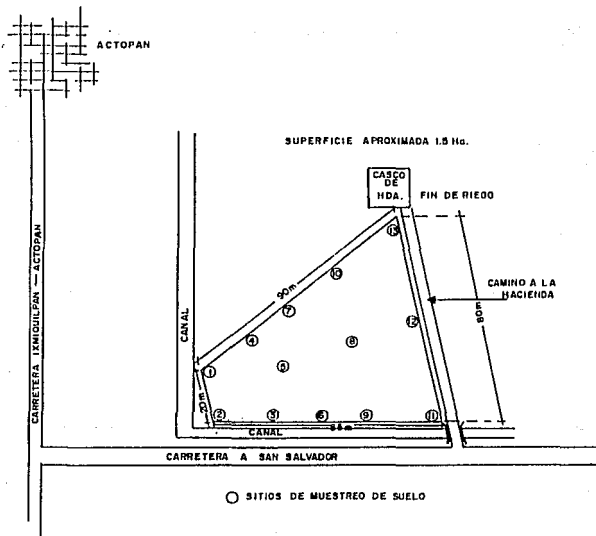 ACTOPAN
SUPERFICIE APROXIMADA 1.5 Ha.
CASCO
DE
HDA.
FIN DE RIEGO
13
90m
10
CAMINO A LA
HACIENDA
7
12
80m
CANAL
4
8
5
1
CARRETERA IXMIQUILPAN — ACTOPAN
20m
2
3
6
9
11
CANAL
CARRETERA A SAN SALVADOR
SITIOS DE MUESTREO DE SUELO